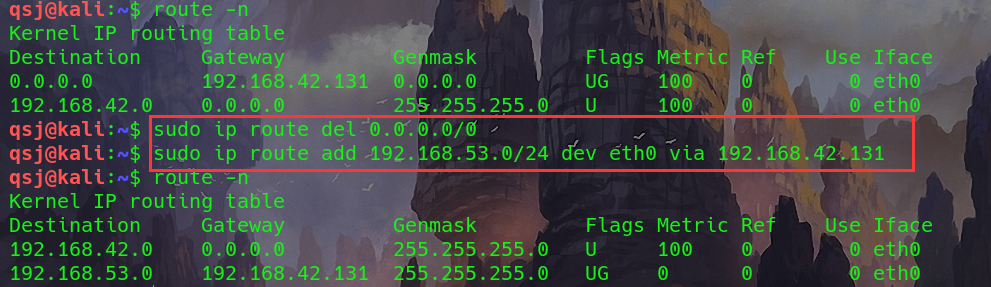 qsj@kali:~$ route -n
Kernel IP routing table
Destination     Gateway         Genmask         Flags Metric Ref    Use Iface
0.0.0.0         192.168.42.131  0.0.0.0         UG    100    0        0 eth0
192.168.42.0    0.0.0.0         255.255.255.0   U     100    0        0 eth0
qsj@kali:~$ sudo ip route del 0.0.0.0/0
qsj@kali:~$ sudo ip route add 192.168.53.0/24 dev eth0 via 192.168.42.131
qsj@kali:~$ route -n
Kernel IP routing table
Destination     Gateway         Genmask         Flags Metric Ref    Use Iface
192.168.42.0    0.0.0.0         255.255.255.0   U     100    0        0 eth0
192.168.53.0    192.168.42.131  255.255.255.0   UG    0      0        0 eth0